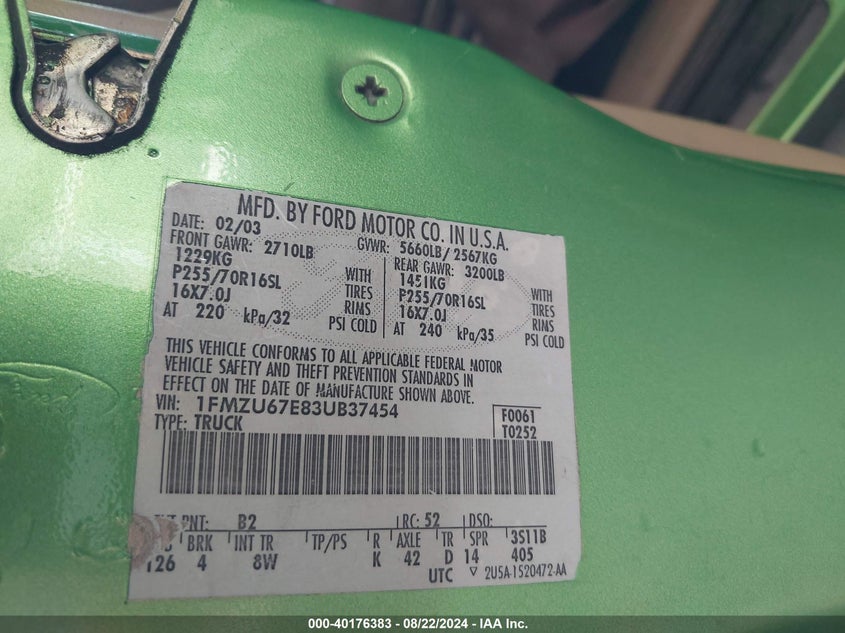 MFD. BY FORD MOTOR CO. IN U.S.A.
DATE: 02/03 GVWR: 5660LB/ 2567KG
FRONT GAWR: 2710LB REAR GAWR: 3200LB
1229KG WITH 1451KG WITH
P255/70R16SL TIRES P255/70R16SL TIRES
16X7.0J RIMS 16X7.0J RIMS
AT 220 kPa/32 PSI COLD AT 240 kPa/35 PSI COLD
THIS VEHICLE CONFORMS TO ALL APPLICABLE FEDERAL MOTOR
VEHICLE SAFETY AND THEFT PREVENTION STANDARDS IN
EFFECT ON THE DATE OF MANUFACTURE SHOWN ABOVE.
VIN: 1FMZU67E83UB37454 F0061
TYPE: TRUCK T0252
PNT: B2 RC: 52 DSO:
BRK INT TR TP/PS R AXLE TR SPR 3S11B
126 4 8W K 42 D 14 405
UTC ▽ 2U5A-1520472-AA
000-40176383 - 08/22/2024 - IAA Inc.